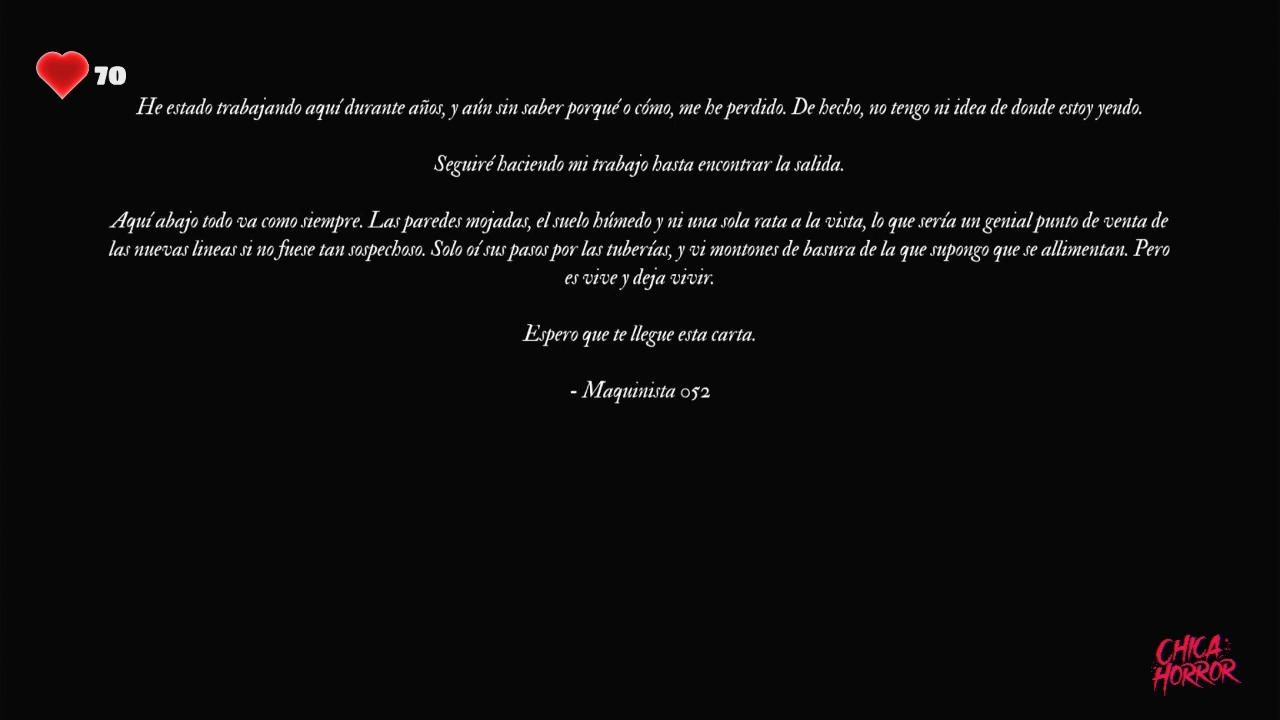 70
He estado trabajando aquí durante años, y aún sin saber porqué o cómo, me he perdido. De hecho, no tengo ni idea de donde estoy yendo.
Seguiré haciendo mi trabajo hasta encontrar la salida.
Aquí abajo todo va como siempre. Las paredes mojadas, el suelo húmedo y ni una sola rata a la vista, lo que sería un genial punto de venta de
las nuevas lineas si no fuese tan sospechoso. Solo oí sus pasos por las tuberías, y vi montones de basura de la que supongo que se allimentan. Pero
es vive y deja vivir.
Espero que te llegue esta carta.
- Maquinista 052
CHICA
HORROR